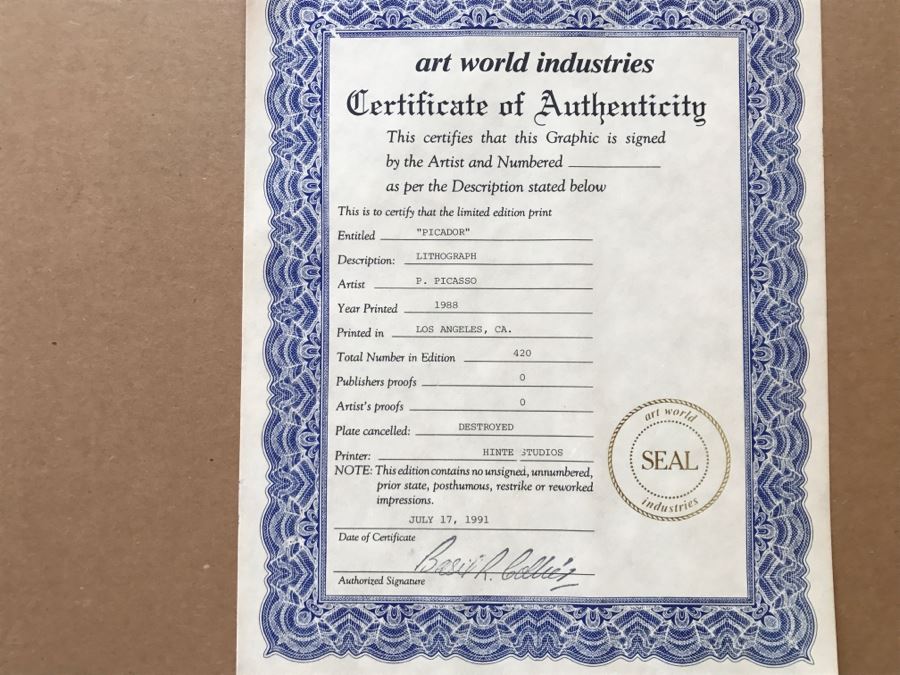 art world industries
Certificate of Authenticity
This certifies that this Graphic is signed
by the Artist and Numbered
as per the Description stated below
This is to certify that the limited edition print
Entitled "PICADOR"
Description: LITHOGRAPH
Artist P. PICASSO
Year Printed 1988
Printed in LOS ANGELES, CA.
Total Number in Edition 420
Publishers proofs 0
Artist's proofs 0
Plate cancelled: DESTROYED
Printer: HINTE STUDIOS
NOTE: This edition contains no unsigned, unnumbered,
prior state, posthumous, restrike or reworked
impressions.
JULY 17, 1991
Date of Certificate
Basil R. Collier
Authorized Signature
art world
SEAL
industries